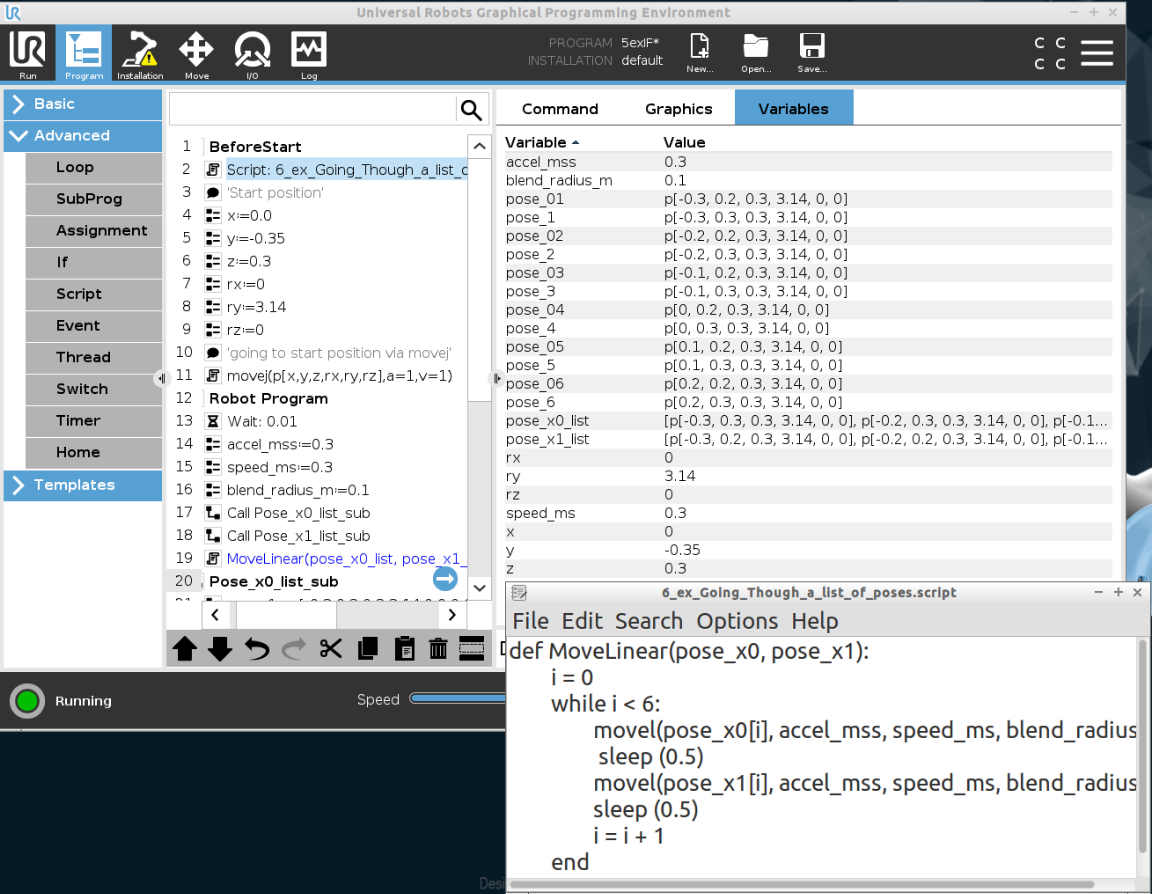 Universal Robots Graphical Programming Environment
PROGRAM 5exIF*
INSTALLATION default
Run Program Installation Move I/O Log New... Open... Save...
C C
C C
Basic
Advanced
Loop
SubProg
Assignment
If
Script
Event
Thread
Switch
Timer
Home
Templates
1 BeforeStart
2 Script: 6_ex_Going_Though_a_list_o
3 'Start position'
4 x:=0.0
5 y:=-0.35
6 z:=0.3
7 rx:=0
8 ry:=3.14
9 rz:=0
10 'going to start position via movej'
11 movej(p[x,y,z,rx,ry,rz],a=1,v=1)
12 Robot Program
13 Wait: 0.01
14 accel_mss:=0.3
15 speed_ms:=0.3
16 blend_radius_m:=0.1
17 Call Pose_x0_list_sub
18 Call Pose_x1_list_sub
19 MoveLinear(pose_x0_list, pose_x1_
20 Pose_x0_list_sub
Command Graphics Variables
Variable Value
accel_mss 0.3
blend_radius_m 0.1
pose_01 p[-0.3, 0.2, 0.3, 3.14, 0, 0]
pose_1 p[-0.3, 0.3, 0.3, 3.14, 0, 0]
pose_02 p[-0.2, 0.2, 0.3, 3.14, 0, 0]
pose_2 p[-0.2, 0.3, 0.3, 3.14, 0, 0]
pose_03 p[-0.1, 0.2, 0.3, 3.14, 0, 0]
pose_3 p[-0.1, 0.3, 0.3, 3.14, 0, 0]
pose_04 p[0, 0.2, 0.3, 3.14, 0, 0]
pose_4 p[0, 0.3, 0.3, 3.14, 0, 0]
pose_05 p[0.1, 0.2, 0.3, 3.14, 0, 0]
pose_5 p[0.1, 0.3, 0.3, 3.14, 0, 0]
pose_06 p[0.2, 0.2, 0.3, 3.14, 0, 0]
pose_6 p[0.2, 0.3, 0.3, 3.14, 0, 0]
pose_x0_list [p[-0.3, 0.3, 0.3, 3.14, 0, 0], p[-0.2, 0.3, 0.3, 3.14, 0, 0], p[-0.1...
pose_x1_list [p[-0.3, 0.2, 0.3, 3.14, 0, 0], p[-0.2, 0.2, 0.3, 3.14, 0, 0], p[-0.1...
rx 0
ry 3.14
rz 0
speed_ms 0.3
x 0
y -0.35
z 0.3
Running
Speed
6_ex_Going_Though_a_list_of_poses.script
File Edit Search Options Help
def MoveLinear(pose_x0, pose_x1):
i = 0
while i < 6:
movel(pose_x0[i], accel_mss, speed_ms, blend_radius
sleep (0.5)
movel(pose_x1[i], accel_mss, speed_ms, blend_radius
sleep (0.5)
i = i + 1
end
Desi